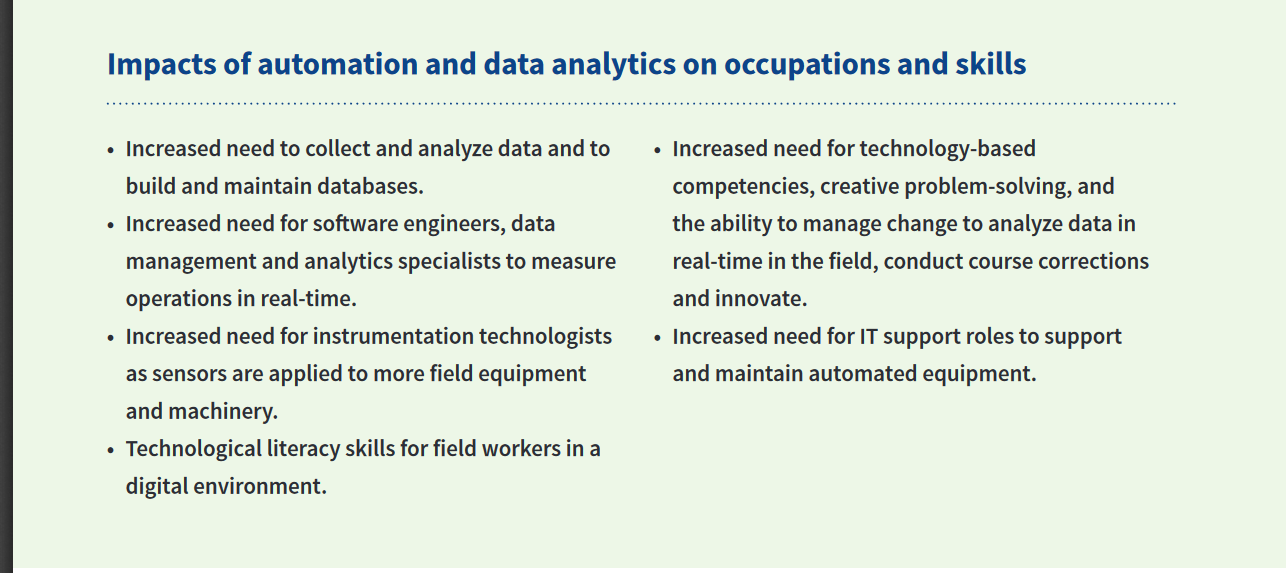 Impacts of automation and data analytics on occupations and skills
• Increased need to collect and analyze data and to
build and maintain databases.
• Increased need for software engineers, data
management and analytics specialists to measure
operations in real-time.
• Increased need for instrumentation technologists
as sensors are applied to more field equipment
and machinery.
• Technological literacy skills for field workers in a
digital environment.
• Increased need for technology-based
competencies, creative problem-solving, and
the ability to manage change to analyze data in
real-time in the field, conduct course corrections
and innovate.
• Increased need for IT support roles to support
and maintain automated equipment.